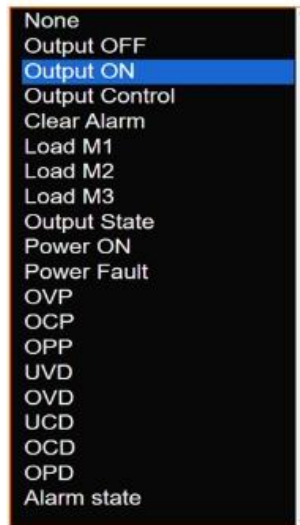 None
Output OFF
Output ON
Output Control
Clear Alarm
Load M1
Load M2
Load M3
Output State
Power ON
Power Fault
OVP
OCP
OPP
UVD
OVD
UCD
OCD
OPD
Alarm state